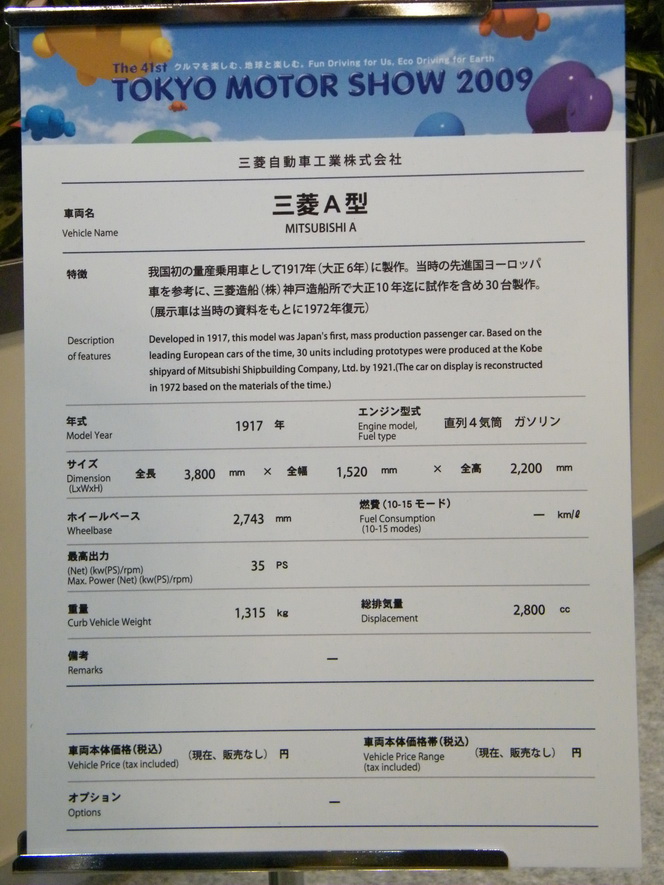 The 41st クルマを楽しむ、地球と楽しむ。Fun Driving for Us, Eco Driving for Earth
TOKYO MOTOR SHOW 2009
三菱自動車工業株式会社
車両名 三菱A型
Vehicle Name MITSUBISHI A
特徴 我国初の量産乗用車として1917年(大正6年)に製作。当時の先進国ヨーロッパ
車を参考に、三菱造船(株)神戸造船所で大正10年迄に試作を含め30台製作。
(展示車は当時の資料をもとに1972年復元)
Description Developed in 1917, this model was Japan's first, mass production passenger car. Based on the
of features leading European cars of the time, 30 units including prototypes were produced at the Kobe
shipyard of Mitsubishi Shipbuilding Company, Ltd. by 1921.(The car on display is reconstructed
in 1972 based on the materials of the time.)
年式 1917 年 エンジン型式 直列4気筒 ガソリン
Model Year Engine model,
Fuel type
サイズ 全長 3,800 mm × 全幅 1,520 mm × 全高 2,200 mm
Dimension
(LxWxH)
ホイールベース 2,743 mm 燃費(10-15モード) — km/ℓ
Wheelbase Fuel Consumption
(10-15 modes)
最高出力 35 PS
(Net) (kw(PS)/rpm)
Max. Power (Net) (kw(PS)/rpm)
重量 1,315 kg 総排気量 2,800 cc
Curb Vehicle Weight Displacement
備考 —
Remarks
車両本体価格(税込) (現在、販売なし) 円 車両本体価格帯(税込) (現在、販売なし) 円
Vehicle Price (tax included) Vehicle Price Range
(tax included)
オプション —
Options